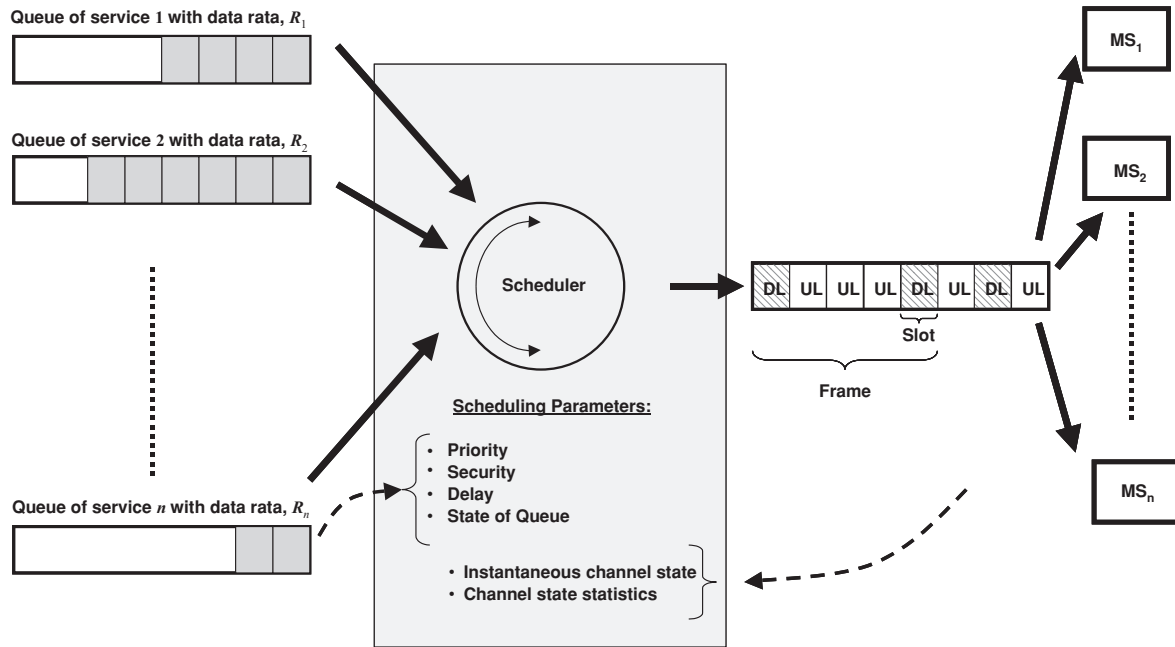 Queue of service 1 with data rata, R1
Queue of service 2 with data rata, R2
Queue of service n with data rata, Rn
Scheduler
Scheduling Parameters:
• Priority
• Security
• Delay
• State of Queue
• Instantaneous channel state
• Channel state statistics
DL UL UL UL DL UL DL UL
Slot
Frame
MS1
MS2
MSn